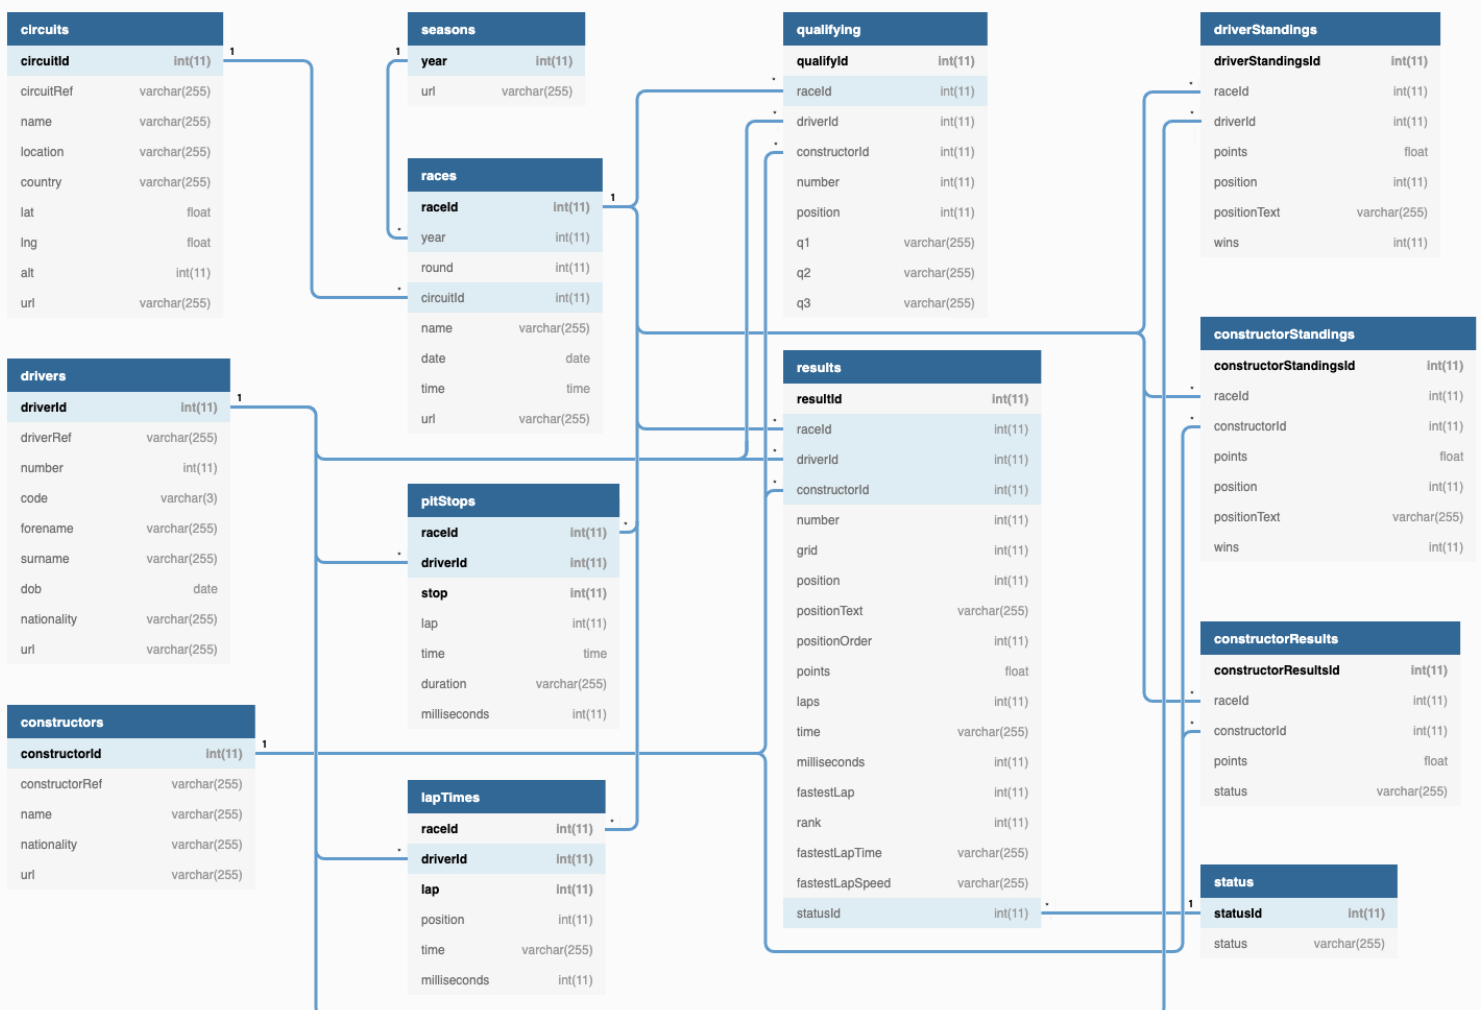 circuits
1
circuitId int(11)
circuitRef varchar(255)
name varchar(255)
location varchar(255)
country varchar(255)
lat float
lng float
alt int(11)
url varchar(255)
drivers
1
driverId int(11)
driverRef varchar(255)
number int(11)
code varchar(3)
forename varchar(255)
surname varchar(255)
dob date
nationality varchar(255)
url varchar(255)
constructors
1
constructorId int(11)
constructorRef varchar(255)
name varchar(255)
nationality varchar(255)
url varchar(255)
seasons
1
year int(11)
url varchar(255)
races
1
raceId int(11)
* year int(11)
round int(11)
* circuitId int(11)
name varchar(255)
date date
time time
url varchar(255)
pitStops
raceId int(11) *
* driverId int(11)
stop int(11)
lap int(11)
time time
duration varchar(255)
milliseconds int(11)
lapTimes
raceId int(11) *
* driverId int(11)
lap int(11)
position int(11)
time varchar(255)
milliseconds int(11)
qualifying
qualifyId int(11)
* raceId int(11)
* driverId int(11)
* constructorId int(11)
number int(11)
position int(11)
q1 varchar(255)
q2 varchar(255)
q3 varchar(255)
results
resultId int(11)
* raceId int(11)
* driverId int(11)
* constructorId int(11)
number int(11)
grid int(11)
position int(11)
positionText varchar(255)
positionOrder int(11)
points float
laps int(11)
time varchar(255)
milliseconds int(11)
fastestLap int(11)
rank int(11)
fastestLapTime varchar(255)
fastestLapSpeed varchar(255)
statusId int(11) *
driverStandings
driverStandingsId int(11)
* raceId int(11)
* driverId int(11)
points float
position int(11)
positionText varchar(255)
wins int(11)
constructorStandings
constructorStandingsId int(11)
* raceId int(11)
* constructorId int(11)
points float
position int(11)
positionText varchar(255)
wins int(11)
constructorResults
constructorResultsId int(11)
* raceId int(11)
* constructorId int(11)
points float
status varchar(255)
status
1
statusId int(11)
status varchar(255)